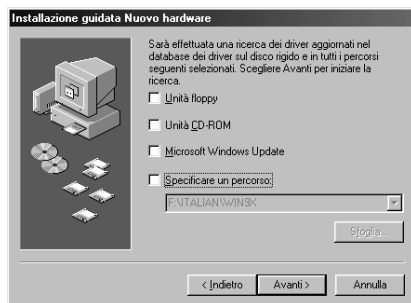 Installazione guidata Nuovo hardware
Sarà effettuata una ricerca dei driver aggiornati nel
database dei driver sul disco rigido e in tutti i percorsi
seguenti selezionati. Scegliere Avanti per iniziare la
ricerca.
Unità floppy
Unità CD-ROM
Microsoft Windows Update
Specificare un percorso:
F:\ITALIAN\WIN9X
Sfoglia...
< Indietro
Avanti >
Annulla